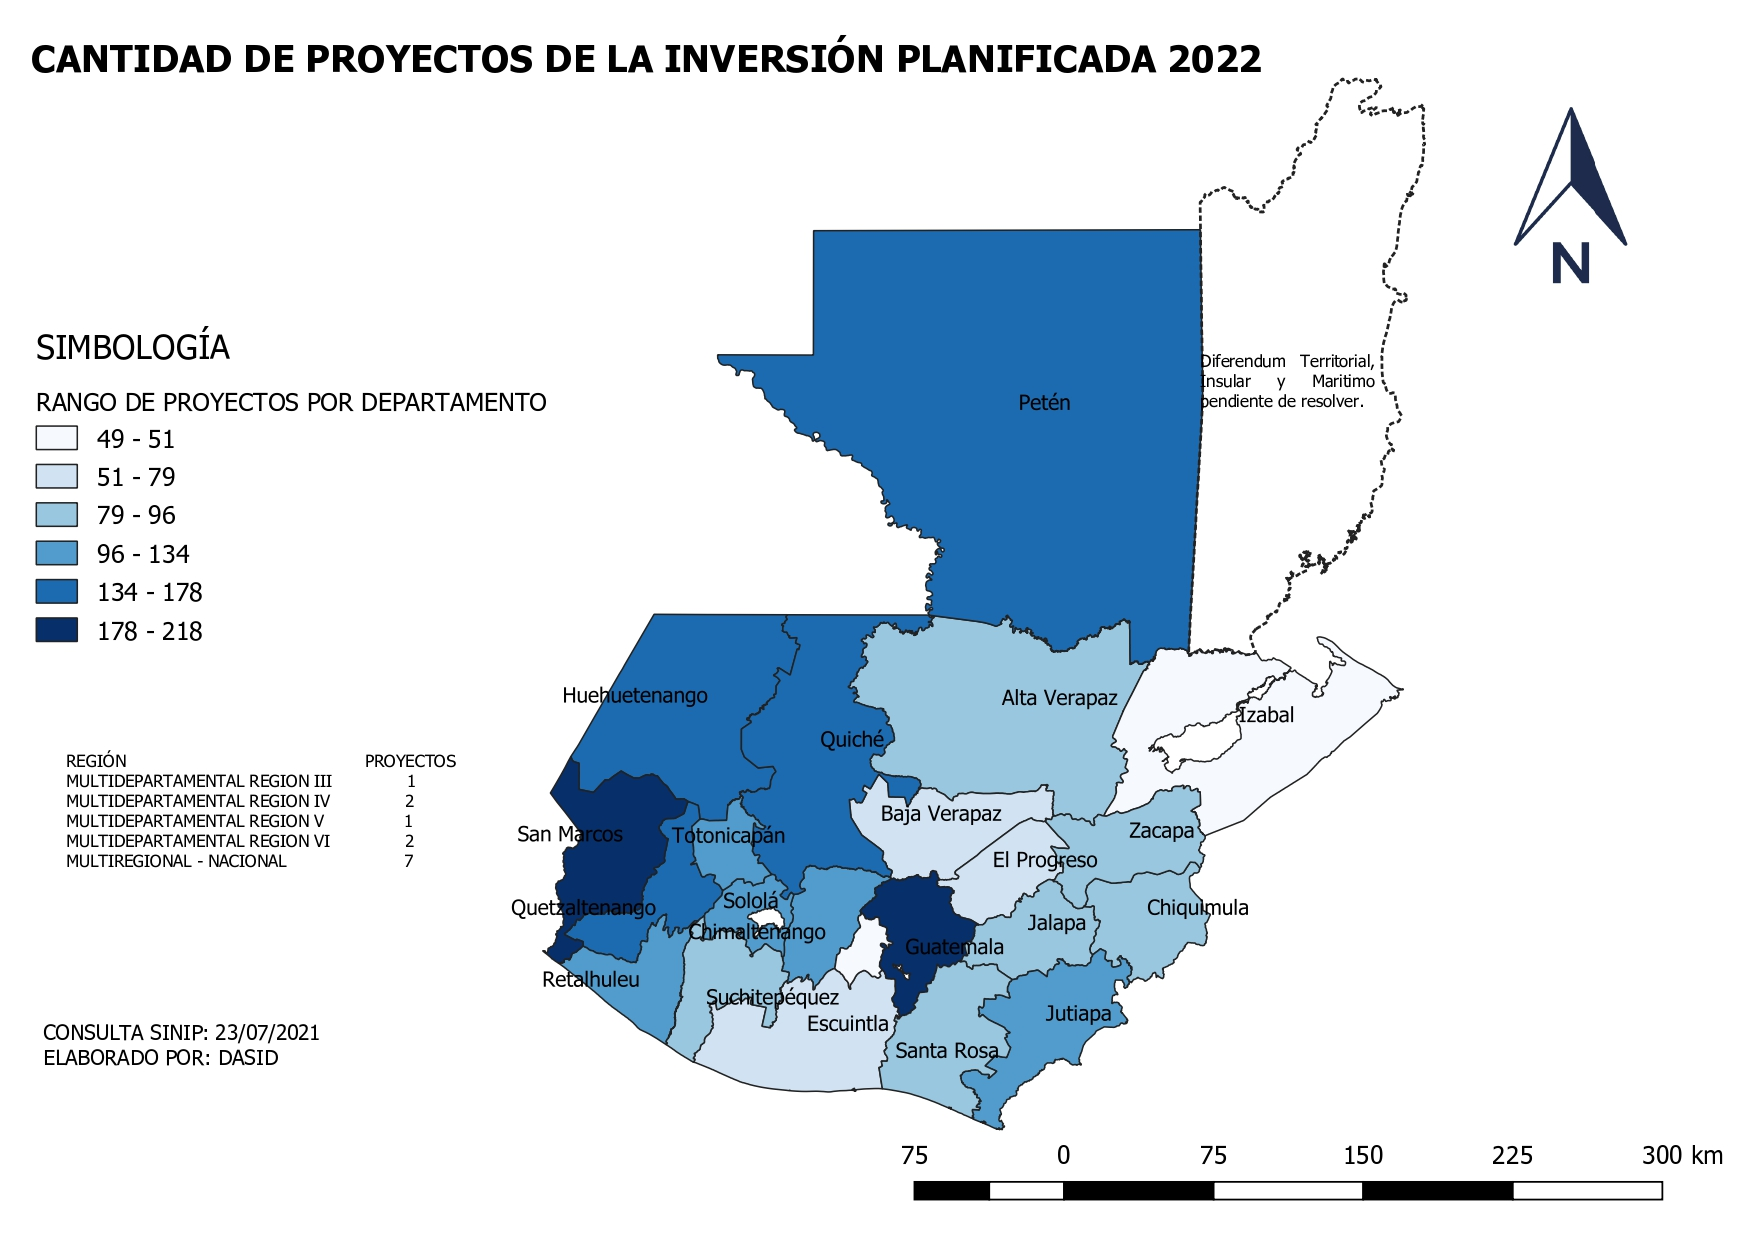 CANTIDAD DE PROYECTOS DE LA INVERSIÓN PLANIFICADA 2022
N
SIMBOLOGÍA
RANGO DE PROYECTOS POR DEPARTAMENTO
49 - 51
51 - 79
79 - 96
96 - 134
134 - 178
178 - 218
Diferendum Territorial,
Insular y Maritimo
pendiente de resolver.
Petén
Huehuetenango
Alta Verapaz
Izabal
Quiché
REGIÓN PROYECTOS
MULTIDEPARTAMENTAL REGION III 1
MULTIDEPARTAMENTAL REGION IV 2
MULTIDEPARTAMENTAL REGION V 1
MULTIDEPARTAMENTAL REGION VI 2
MULTIREGIONAL - NACIONAL 7
Baja Verapaz
San Marcos
Totonicapán
Zacapa
El Progreso
Sololá
Quetzaltenango
Chiquimula
Jalapa
Chimaltenango
Guatemala
Retalhuleu
Suchitepéquez
Jutiapa
Escuintla
Santa Rosa
CONSULTA SINIP: 23/07/2021
ELABORADO POR: DASID
75 0 75 150 225 300 km